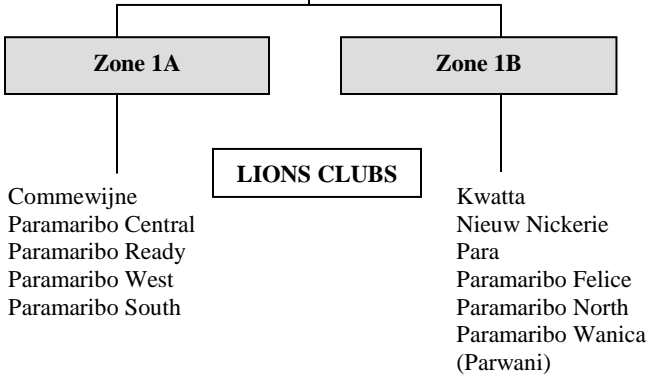 Zone 1A
Zone 1B
LIONS CLUBS
Commewijne
Paramaribo Central
Paramaribo Ready
Paramaribo West
Paramaribo South
Kwatta
Nieuw Nickerie
Para
Paramaribo Felice
Paramaribo North
Paramaribo Wanica
(Parwani)